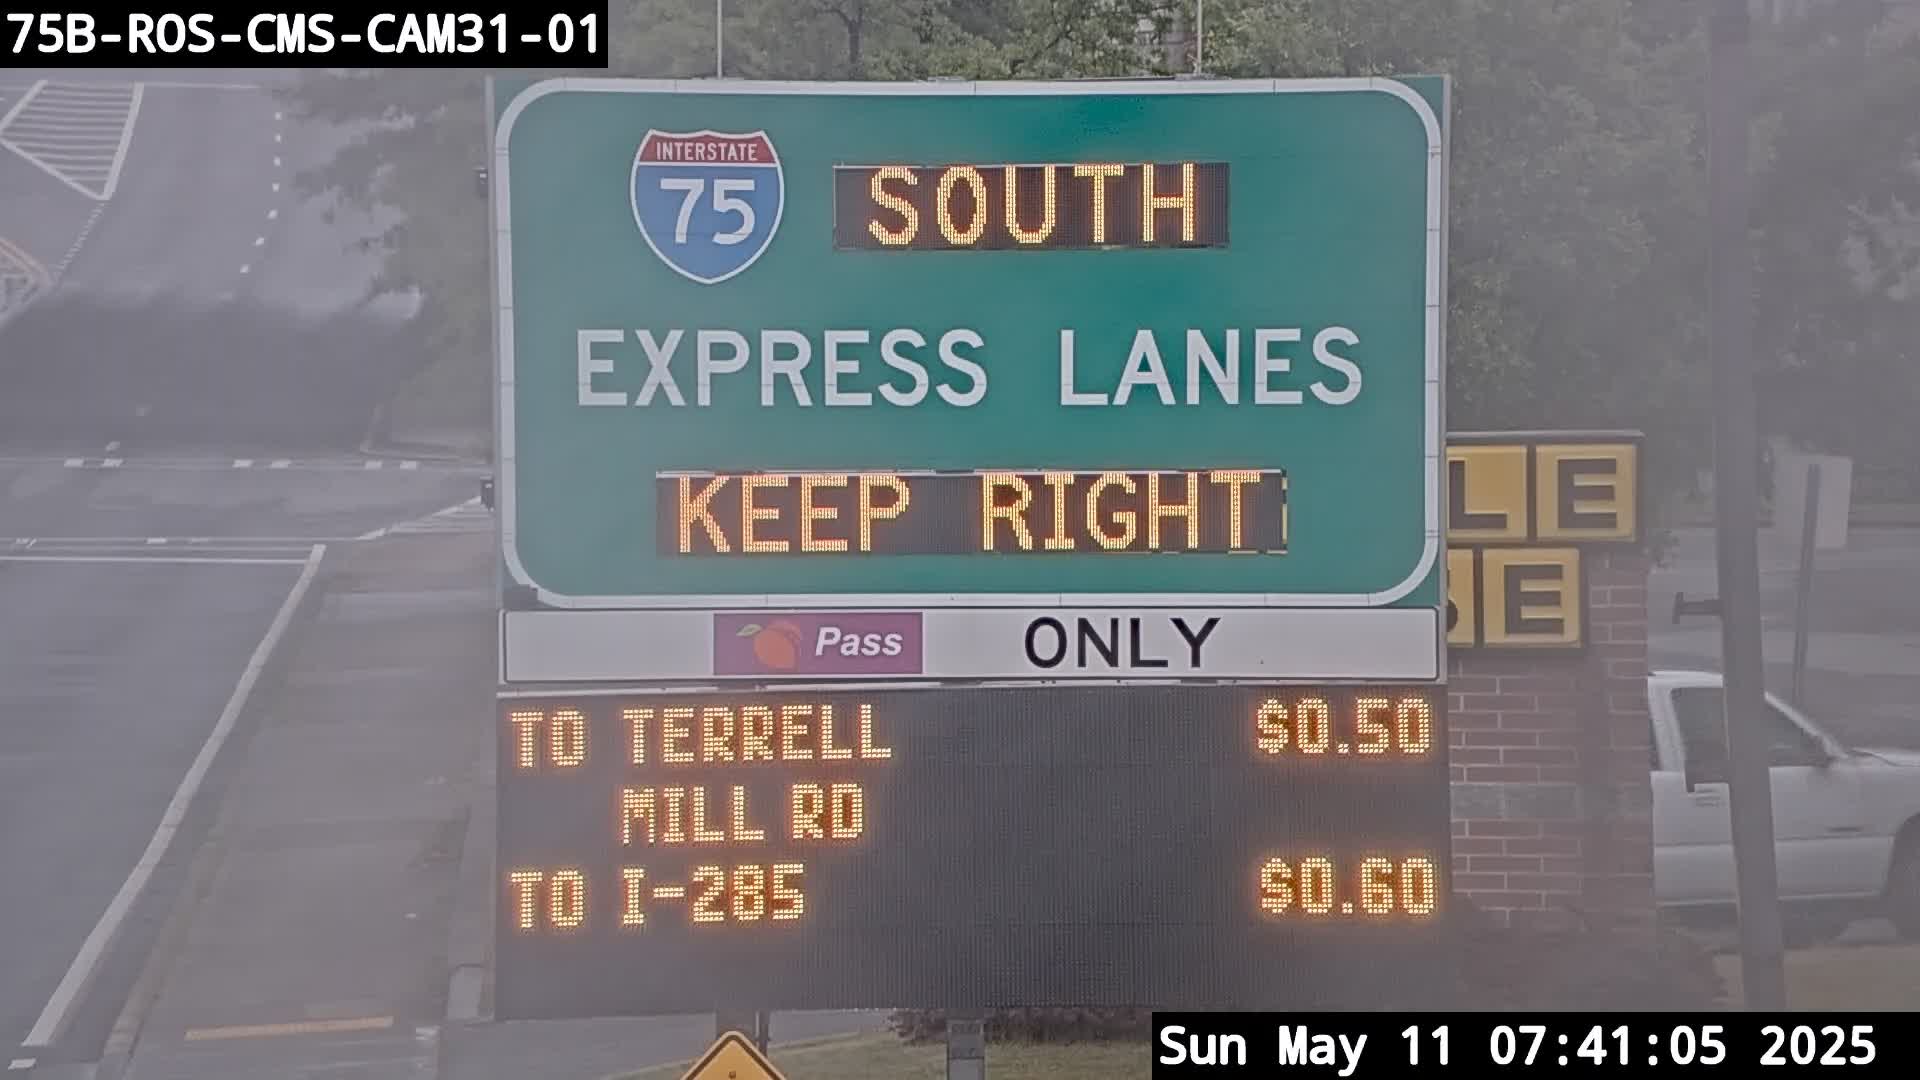 75B-ROS-CMS-CAM31-01
INTERSTATE
75
SOUTH
EXPRESS LANES
KEEP RIGHT
Pass ONLY
TO TERRELL $0.50
MILL RD
TO I-285 $0.60
LE
E
Sun May 11 07:41:05 2025